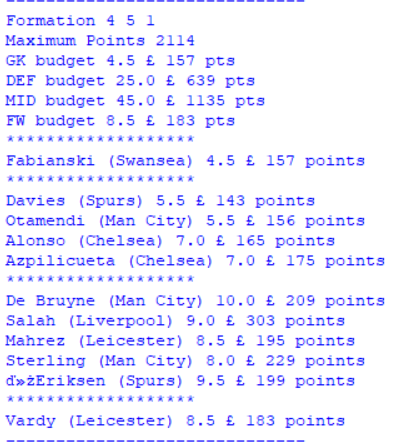 ------------------------------
Formation 4 5 1
Maximum Points 2114
GK budget 4.5 £ 157 pts
DEF budget 25.0 £ 639 pts
MID budget 45.0 £ 1135 pts
FW budget 8.5 £ 183 pts
*******************
Fabianski (Swansea) 4.5 £ 157 points
*******************
Davies (Spurs) 5.5 £ 143 points
Otamendi (Man City) 5.5 £ 156 points
Alonso (Chelsea) 7.0 £ 165 points
Azpilicueta (Chelsea) 7.0 £ 175 points
*******************
De Bruyne (Man City) 10.0 £ 209 points
Salah (Liverpool) 9.0 £ 303 points
Mahrez (Leicester) 8.5 £ 195 points
Sterling (Man City) 8.0 £ 229 points
ď»żEriksen (Spurs) 9.5 £ 199 points
*******************
Vardy (Leicester) 8.5 £ 183 points
------------------------------